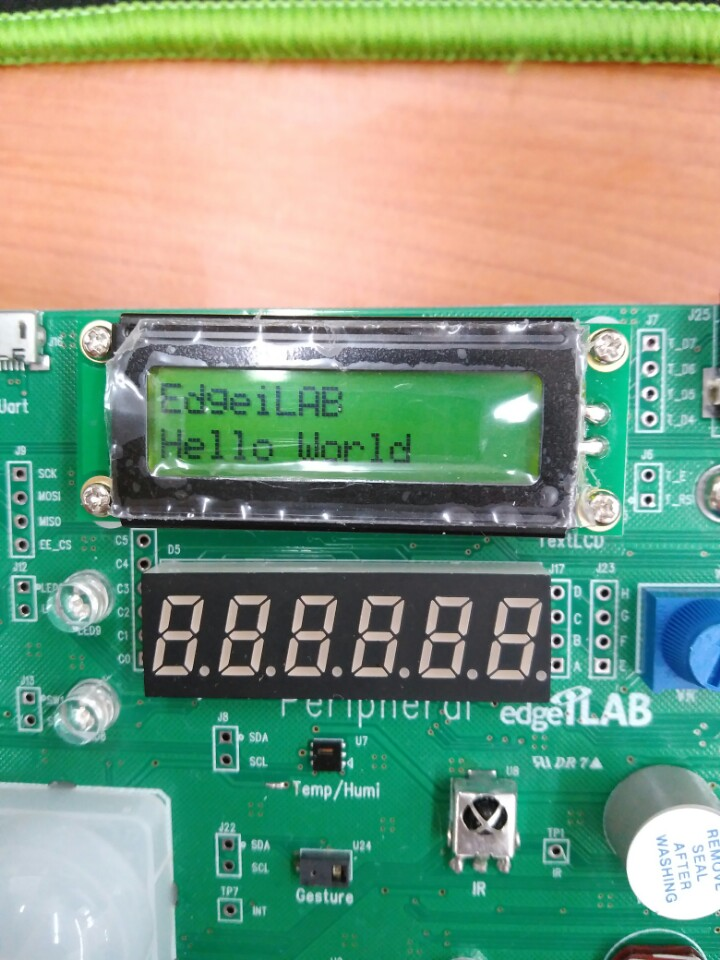 EdgeiLAB
Hello World
J16
Uart
J7
T_D7
T_D6
T_D5
T_D4
J25
J6
T_E
T_RS
TextLCD
J9
SCK
MOSI
MISO
EE_CS
J12
LED9
J13
C5
C4
C3
C2
C1
C0
D5
J17
D
C
B
A
J23
H
G
F
E
VR
Peripheral
edgeiLAB
J8
SDA
SCL
U7
Temp/Humi
U8
IR
J22
SDA
SCL
U24
Gesture
TP7
INT
TP1
IR
REMOVE
SEAL
AFTER
WASHING